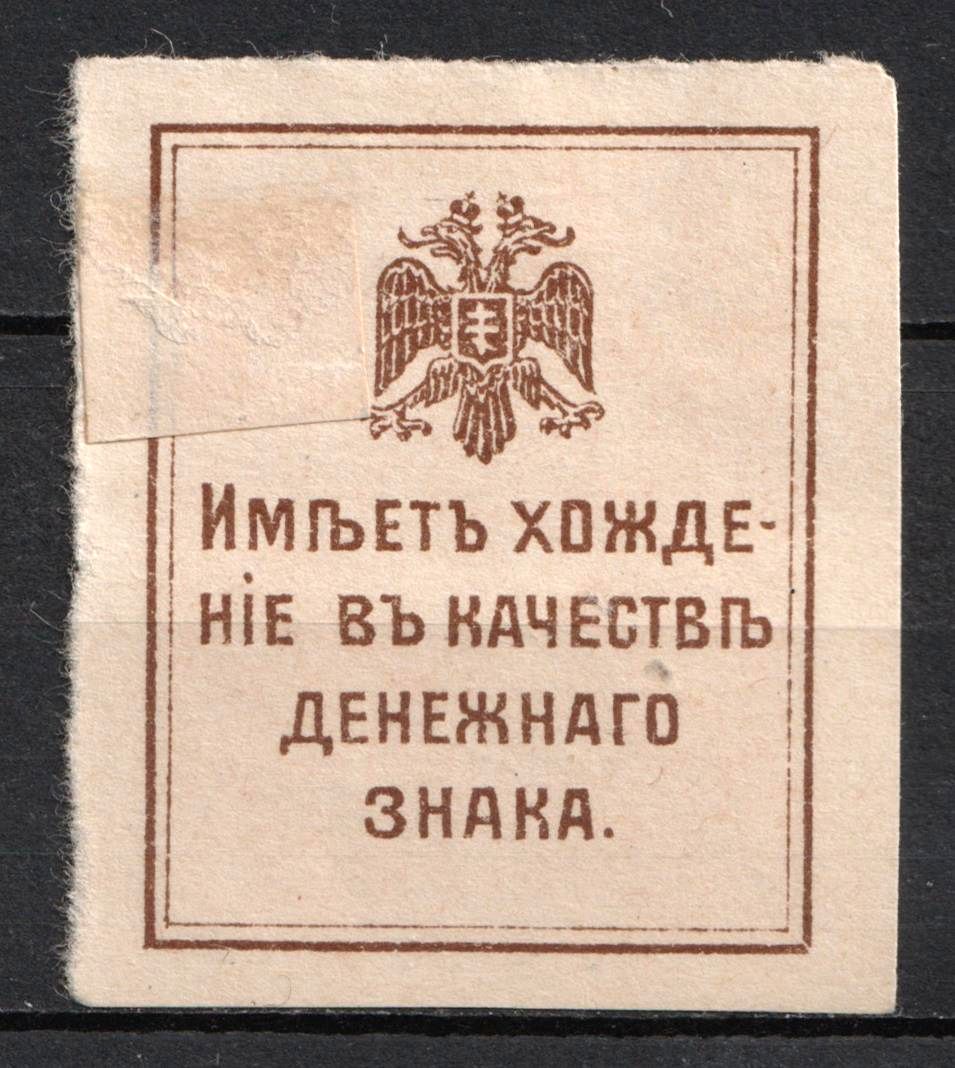 Имѣетъ хожде-
ніе въ качествѣ
денежнаго
знака.